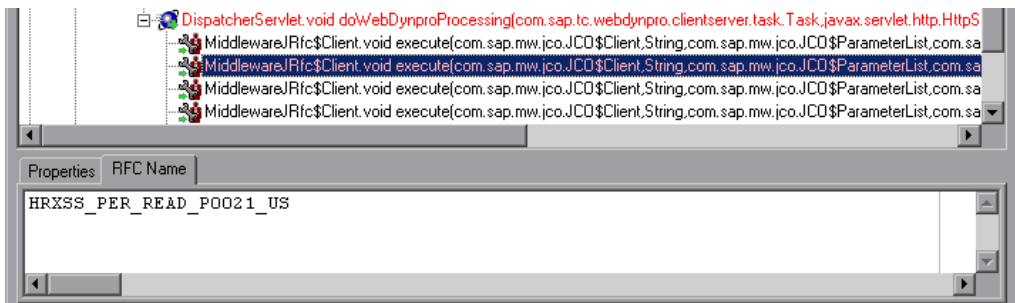 DispatcherServlet.void doWebDynproProcessing(com.sap.tc.webdynpro.clientserver.task.Task,javax.servlet.http.HttpS
MiddlewareJRfc$Client.void execute(com.sap.mw.jco.JCO$Client,String,com.sap.mw.jco.JCO$ParameterList,com.sa
MiddlewareJRfc$Client.void execute(com.sap.mw.jco.JCO$Client,String,com.sap.mw.jco.JCO$ParameterList,com.sa
MiddlewareJRfc$Client.void execute(com.sap.mw.jco.JCO$Client,String,com.sap.mw.jco.JCO$ParameterList,com.sa
MiddlewareJRfc$Client.void execute(com.sap.mw.jco.JCO$Client,String,com.sap.mw.jco.JCO$ParameterList,com.sa
Properties RFC Name
HRXSS_PER_READ_P0021_US